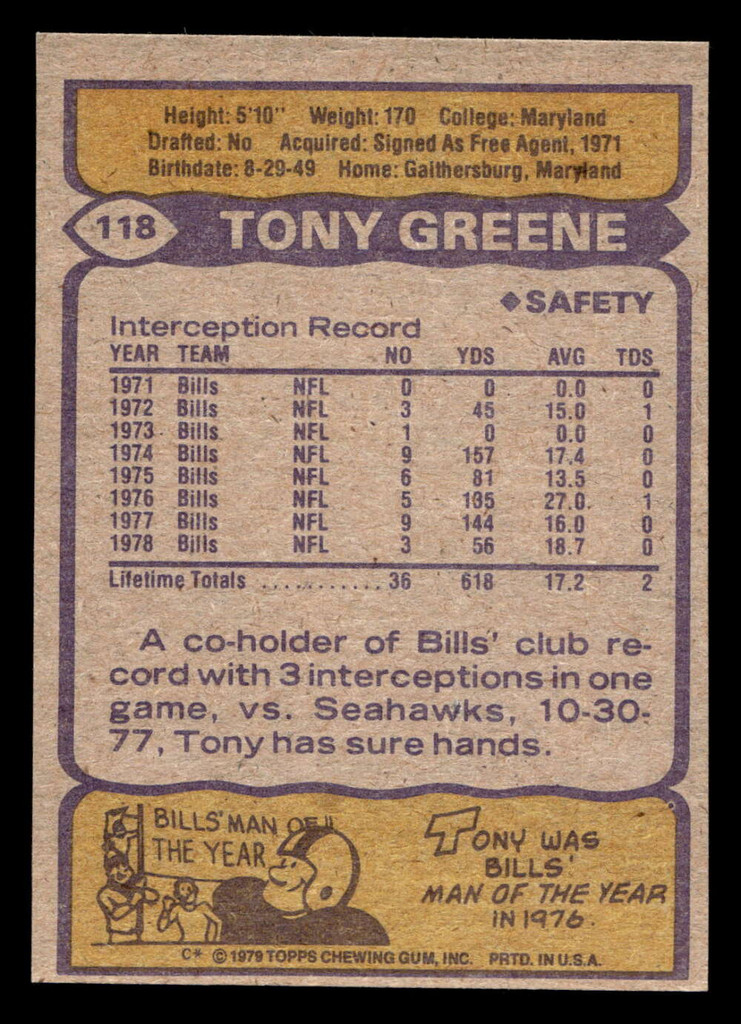 Height: 5'10" Weight: 170 College: Maryland
Drafted: No Acquired: Signed As Free Agent, 1971
Birthdate: 8-29-49 Home: Gaithersburg, Maryland
118 TONY GREENE
◆SAFETY
Interception Record
YEAR TEAM NO YDS AVG TDS
1971 Bills NFL 0 0 0.0 0
1972 Bills NFL 3 45 15.0 1
1973 Bills NFL 1 0 0.0 0
1974 Bills NFL 9 157 17.4 0
1975 Bills NFL 6 81 13.5 0
1976 Bills NFL 5 135 27.0 1
1977 Bills NFL 9 144 16.0 0
1978 Bills NFL 3 56 18.7 0
Lifetime Totals ............ 36 618 17.2 2
A co-holder of Bills' club re-
cord with 3 interceptions in one
game, vs. Seahawks, 10-30-
77, Tony has sure hands.
BILLS' MAN OF
THE YEAR
TONY WAS
BILLS'
MAN OF THE YEAR
IN 1976.
C* © 1979 TOPPS CHEWING GUM, INC. PRTD. IN U.S.A.